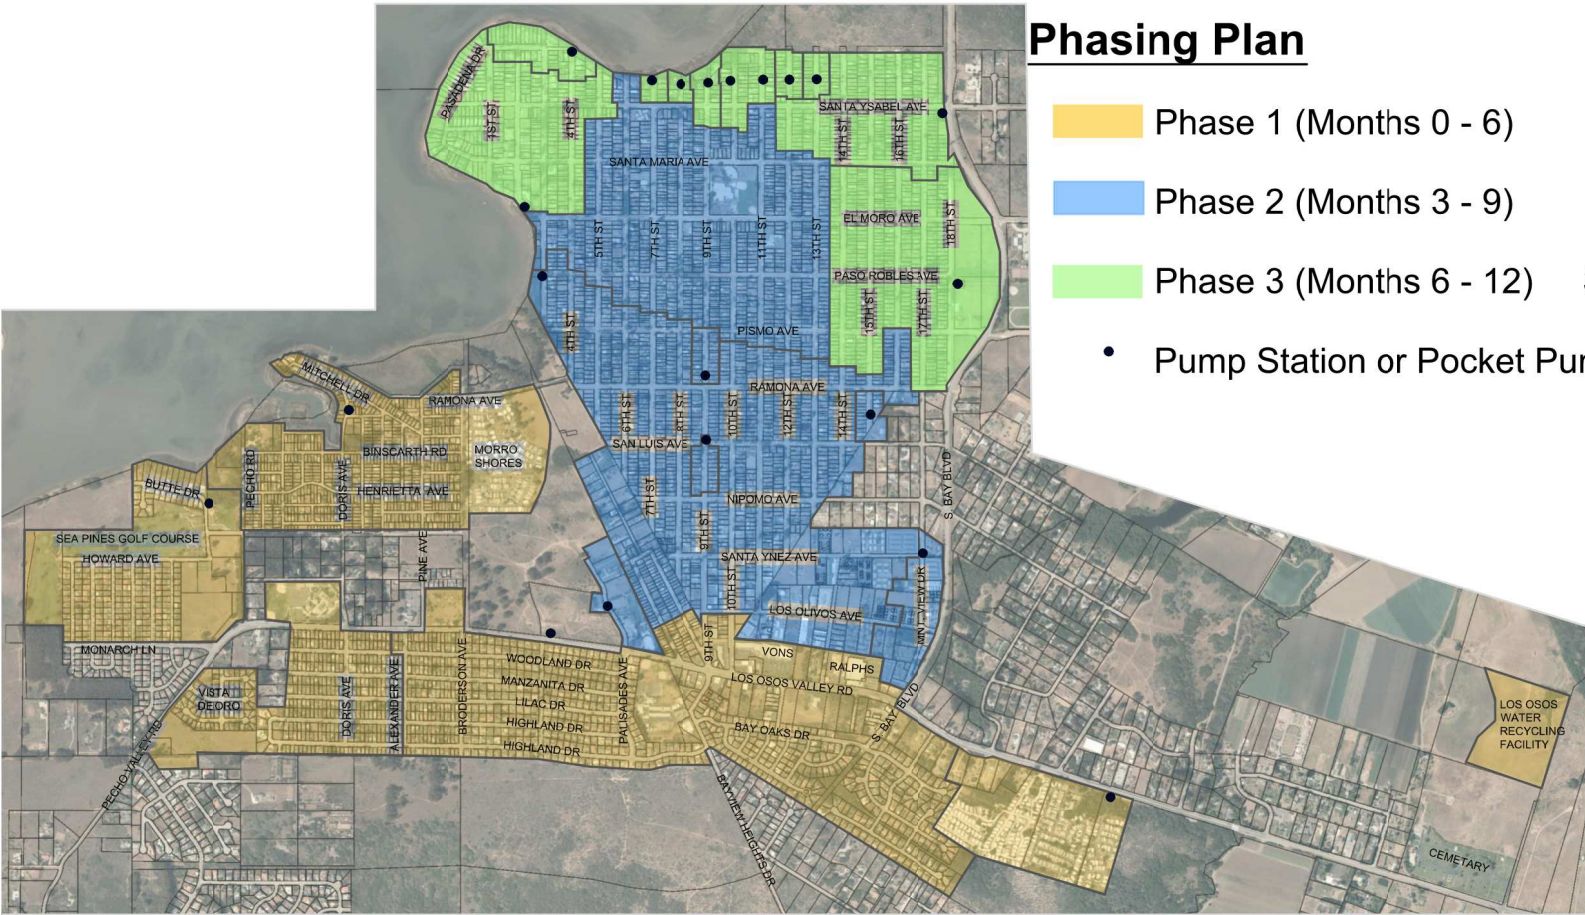 Phasing Plan
Phase 1 (Months 0 - 6)
Phase 2 (Months 3 - 9)
Phase 3 (Months 6 - 12)
Pump Station or Pocket Pu
PASADENA DR
1ST ST
4TH ST
SANTA YSABEL AVE
14TH ST
16TH ST
SANTA MARIA AVE
5TH ST
7TH ST
9TH ST
11TH ST
13TH ST
EL MORO AVE
18TH ST
PASO ROBLES AVE
15TH ST
17TH ST
4TH ST
PISMO AVE
RAMONA AVE
6TH ST
8TH ST
10TH ST
12TH ST
14TH ST
SAN LUIS AVE
MITCHELL DR
RAMONA AVE
BINSCARTH RD
MORRO
SHORES
PECHO RD
DORIS AVE
HENRIETTA AVE
BUTTE DR
7TH ST
NIPOMO AVE
S. BAY BLVD
9TH ST
SEA PINES GOLF COURSE
HOWARD AVE
PINE AVE
SANTA YNEZ AVE
10TH ST
LOS OLIVOS AVE
MNT. VIEW DR
MONARCH LN
9TH ST
VONS
RALPHS
LOS OSOS VALLEY RD
S. BAY BLVD
WOODLAND DR
MANZANITA DR
LILAC DR
HIGHLAND DR
HIGHLAND DR
PALISADES AVE
BRODERSON AVE
ALEXANDER AVE
DORIS AVE
VISTA
DEORO
BAY OAKS DR
PECHO VALLEY RD
BAYVIEW HEIGHTS DR
LOS OSOS
WATER
RECYCLING
FACILITY
CEMETARY